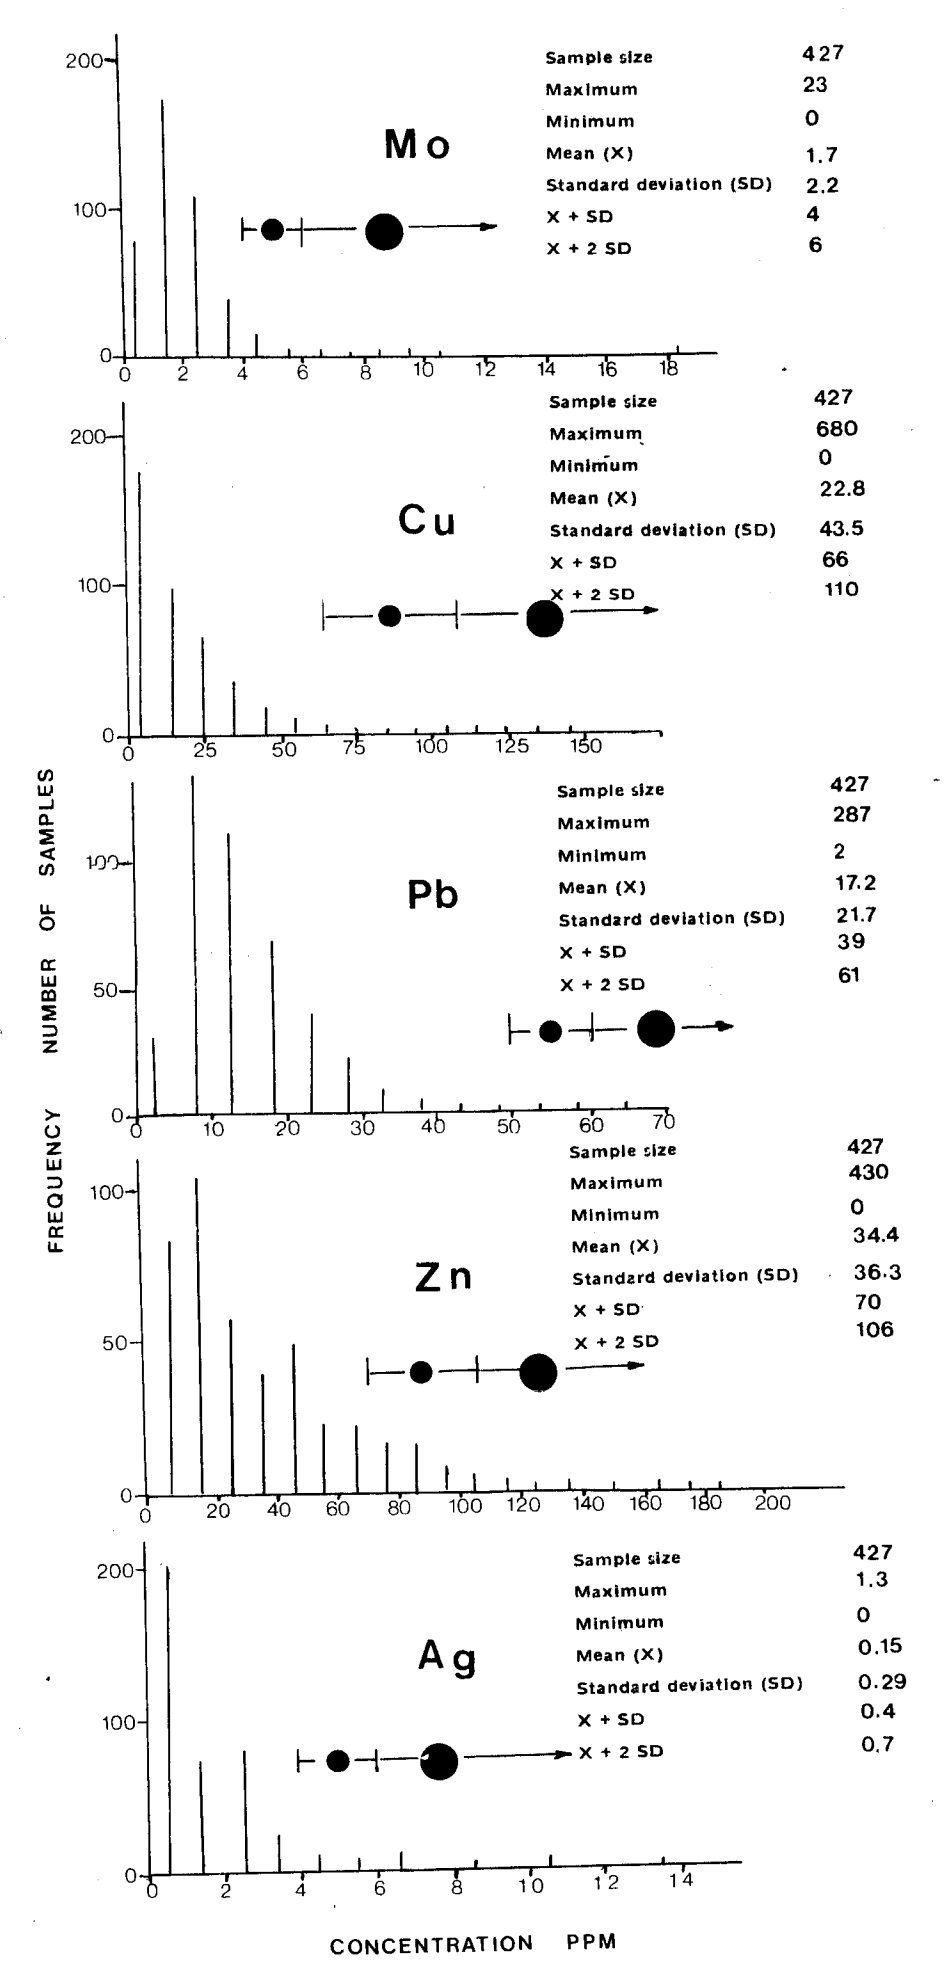 200
100
0
0 2 4 6 8 10 12 14 16 18
Mo
Sample size 427
Maximum 23
Minimum 0
Mean (X) 1.7
Standard deviation (SD) 2.2
X + SD 4
X + 2 SD 6
200
100
0
0 25 50 75 100 125 150
Cu
Sample size 427
Maximum 680
Minimum 0
Mean (X) 22.8
Standard deviation (SD) 43.5
X + SD 66
X + 2 SD 110
100
50
0
0 10 20 30 40 50 60 70
Pb
Sample size 427
Maximum 287
Minimum 2
Mean (X) 17.2
Standard deviation (SD) 21.7
X + SD 39
X + 2 SD 61
100
50
0
0 20 40 60 80 100 120 140 160 180 200
Zn
Sample size 427
Maximum 430
Minimum 0
Mean (X) 34.4
Standard deviation (SD) 36.3
X + SD 70
X + 2 SD 106
200
100
0
0 2 4 6 8 10 12 14
Ag
Sample size 427
Maximum 1.3
Minimum 0
Mean (X) 0.15
Standard deviation (SD) 0.29
X + SD 0.4
X + 2 SD 0.7
FREQUENCY NUMBER OF SAMPLES
CONCENTRATION PPM